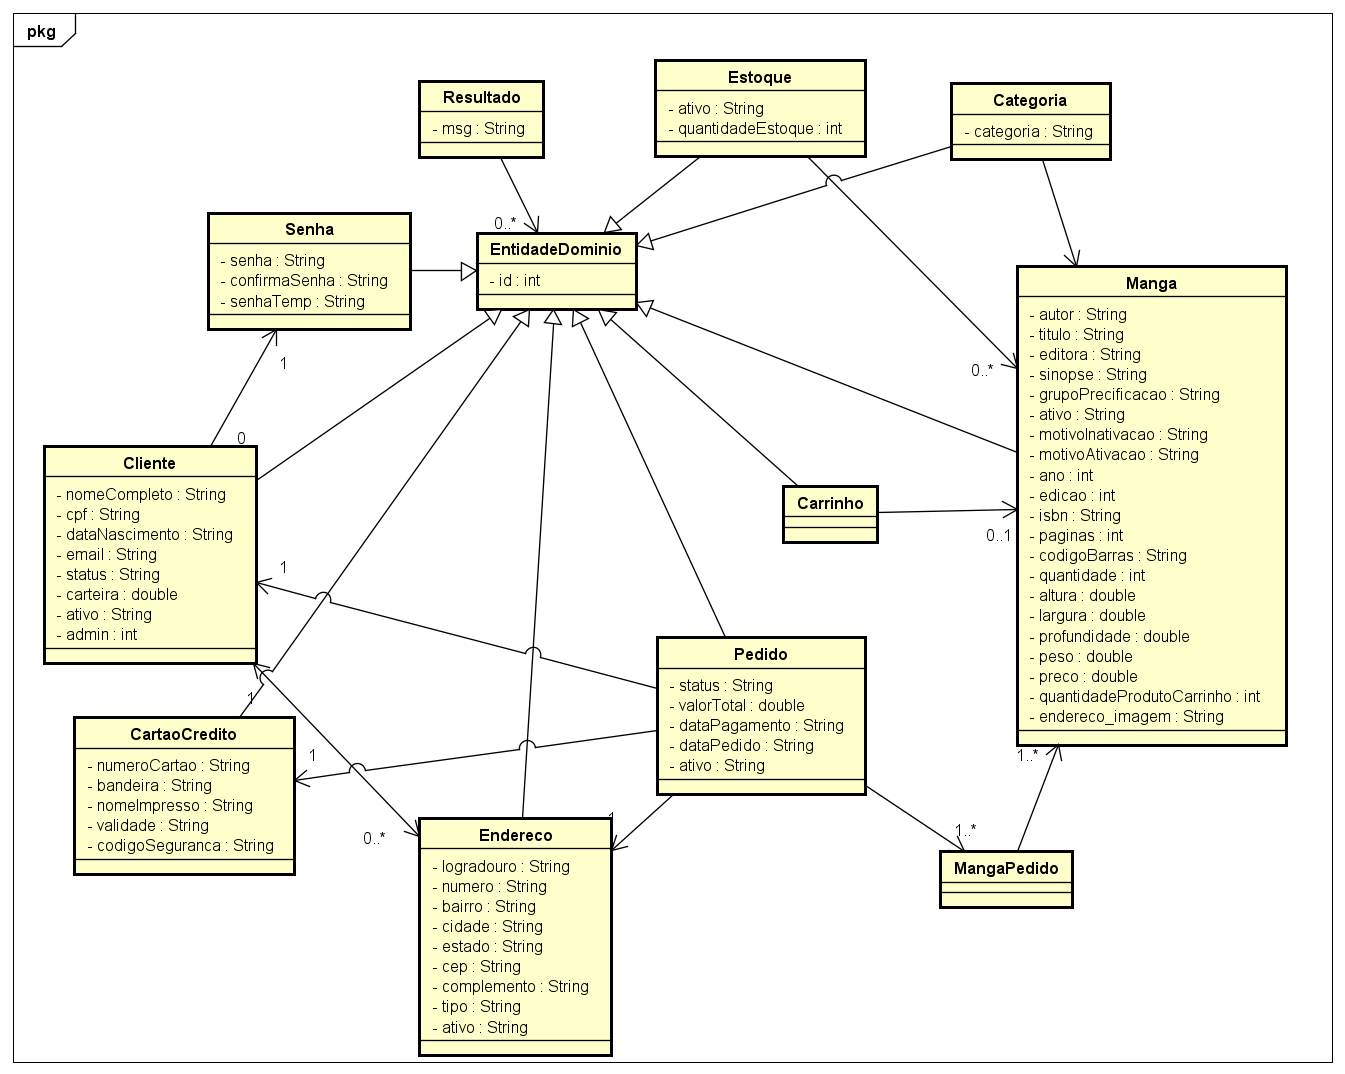 pkg
Resultado
- msg : String
Estoque
- ativo : String
- quantidadeEstoque : int
Categoria
- categoria : String
Senha
- senha : String
- confirmaSenha : String
- senhaTemp : String
0..*
EntidadeDominio
- id : int
Manga
- autor : String
- titulo : String
- editora : String
- sinopse : String
- grupoPrecificacao : String
- ativo : String
- motivoInativacao : String
- motivoAtivacao : String
- ano : int
- edicao : int
- isbn : String
- paginas : int
- codigoBarras : String
- quantidade : int
- altura : double
- largura : double
- profundidade : double
- peso : double
- preco : double
- quantidadeProdutoCarrinho : int
- endereco_imagem : String
0..*
1
0
Cliente
- nomeCompleto : String
- cpf : String
- dataNascimento : String
- email : String
- status : String
- carteira : double
- ativo : String
- admin : int
Carrinho
0..1
1
Pedido
- status : String
- valorTotal : double
- dataPagamento : String
- dataPedido : String
- ativo : String
1
CartaoCredito
- numeroCartao : String
- bandeira : String
- nomeImpresso : String
- validade : String
- codigoSeguranca : String
1
1..*
0..*
1
Endereco
- logradouro : String
- numero : String
- bairro : String
- cidade : String
- estado : String
- cep : String
- complemento : String
- tipo : String
- ativo : String
1..*
MangaPedido